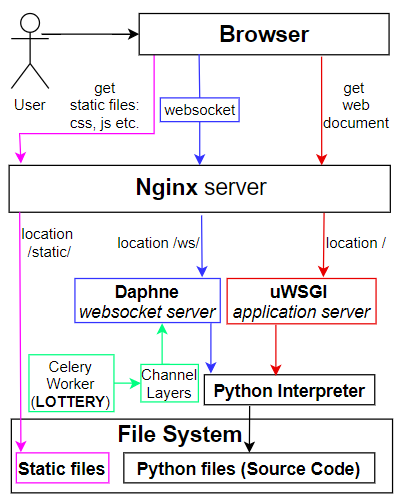 Browser
User
get
static files:
css, js etc.
websocket
get
web
document
Nginx server
location
/static/
location /ws/
location /
Daphne
websocket server
uWSGI
application server
Celery
Worker
(LOTTERY)
Channel
Layers
Python Interpreter
File System
Static files
Python files (Source Code)